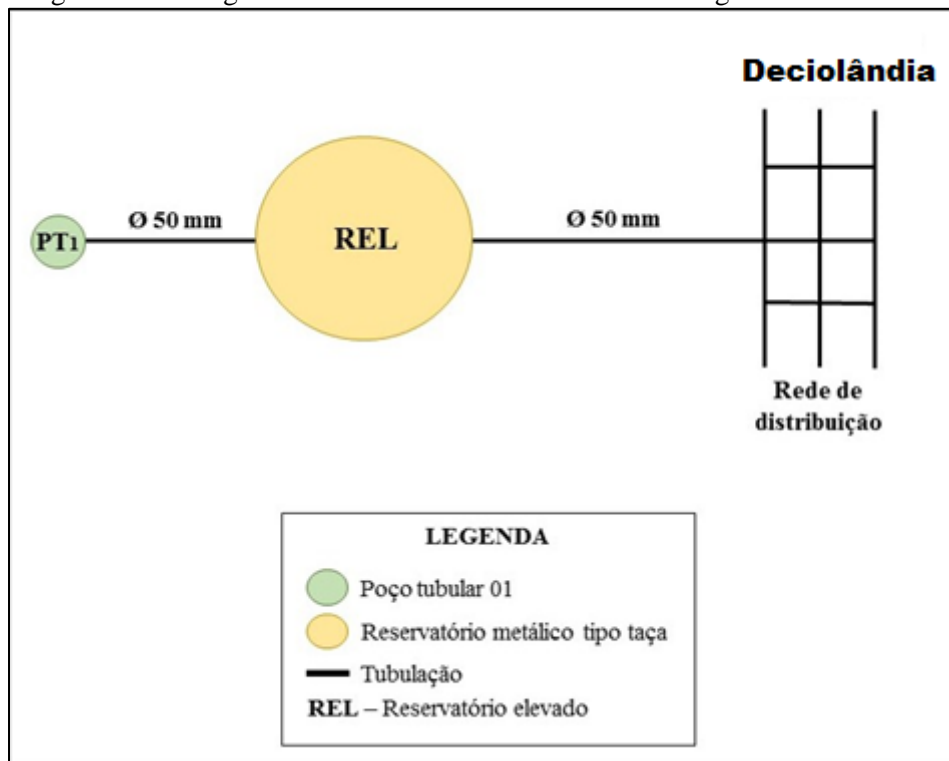 Deciolândia
PT1
Ø 50 mm
REL
Ø 50 mm
Rede de
distribuição
LEGENDA
Poço tubular 01
Reservatório metálico tipo taça
Tubulação
REL – Reservatório elevado